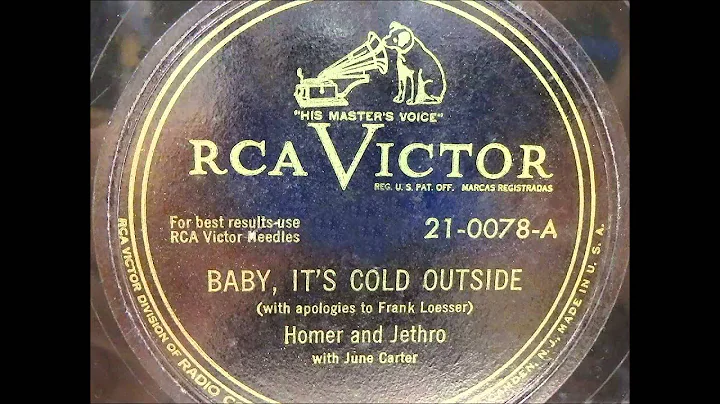 "HIS MASTER'S VOICE"
RCA VICTOR
REG. U. S. PAT. OFF. MARCAS REGISTRADAS
For best results-use
RCA Victor Needles
21-0078-A
BABY, IT'S COLD OUTSIDE
(with apologies to Frank Loesser)
Homer and Jethro
with June Carter
RCA VICTOR DIVISION OF RADIO
N. J., MADE IN U. S. A.